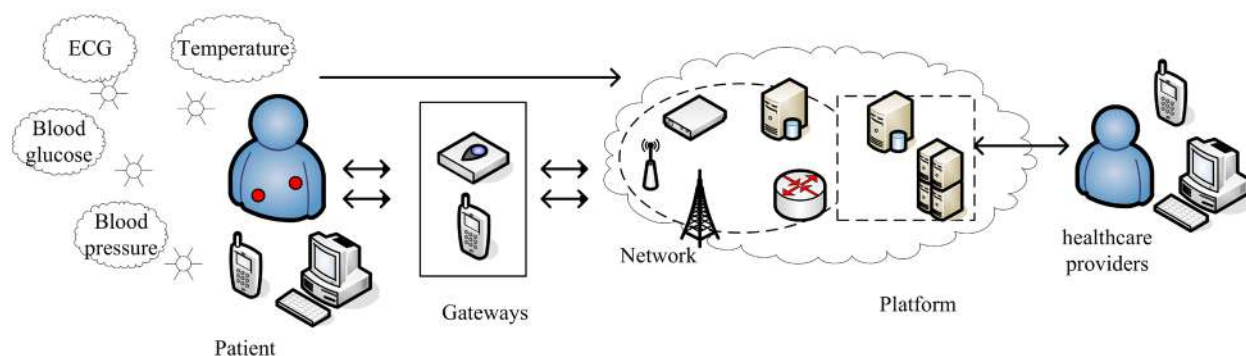 ECG
Temperature
Blood
glucose
Blood
pressure
Patient
Gateways
Network
Platform
healthcare
providers